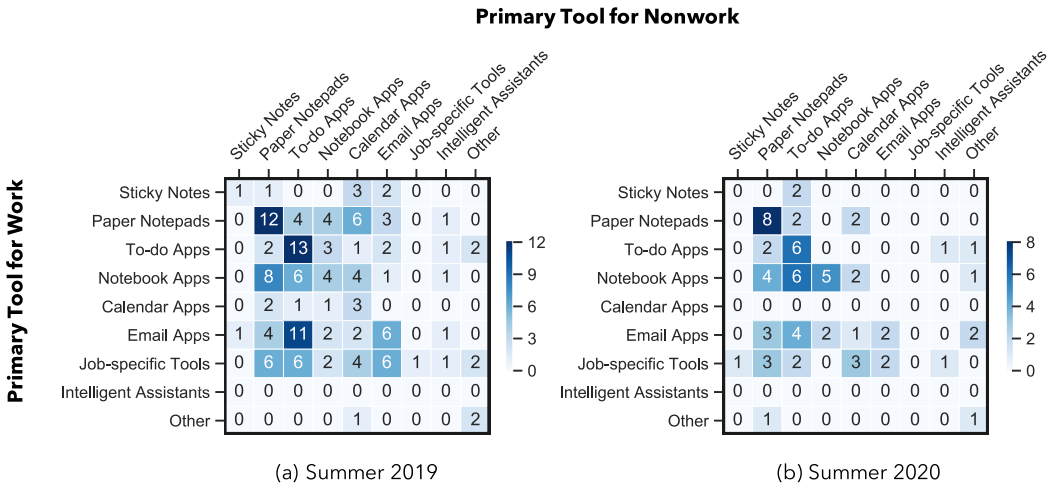 Primary Tool for Nonwork
Sticky Notes
Paper Notepads
To-do Apps
Notebook Apps
Calendar Apps
Email Apps
Job-specific Tools
Intelligent Assistants
Other
Sticky Notes
Paper Notepads
To-do Apps
Notebook Apps
Calendar Apps
Email Apps
Job-specific Tools
Intelligent Assistants
Other
Primary Tool for Work
Sticky Notes 1 1 0 0 3 2 0 0 0
Paper Notepads 0 12 4 4 6 3 0 1 0
To-do Apps 0 2 13 3 1 2 0 1 2
Notebook Apps 0 8 6 4 4 1 0 1 0
Calendar Apps 0 2 1 1 3 0 0 0 0
Email Apps 1 4 11 2 2 6 0 1 0
Job-specific Tools 0 6 6 2 4 6 1 1 2
Intelligent Assistants 0 0 0 0 0 0 0 0 0
Other 0 0 0 0 1 0 0 0 2
12
9
6
3
0
(a) Summer 2019
Sticky Notes 0 0 2 0 0 0 0 0 0
Paper Notepads 0 8 2 0 2 0 0 0 0
To-do Apps 0 2 6 0 0 0 0 1 1
Notebook Apps 0 4 6 5 2 0 0 0 1
Calendar Apps 0 0 0 0 0 0 0 0 0
Email Apps 0 3 4 2 1 2 0 0 2
Job-specific Tools 1 3 2 0 3 2 0 1 0
Intelligent Assistants 0 0 0 0 0 0 0 0 0
Other 0 1 0 0 0 0 0 0 1
8
6
4
2
0
(b) Summer 2020